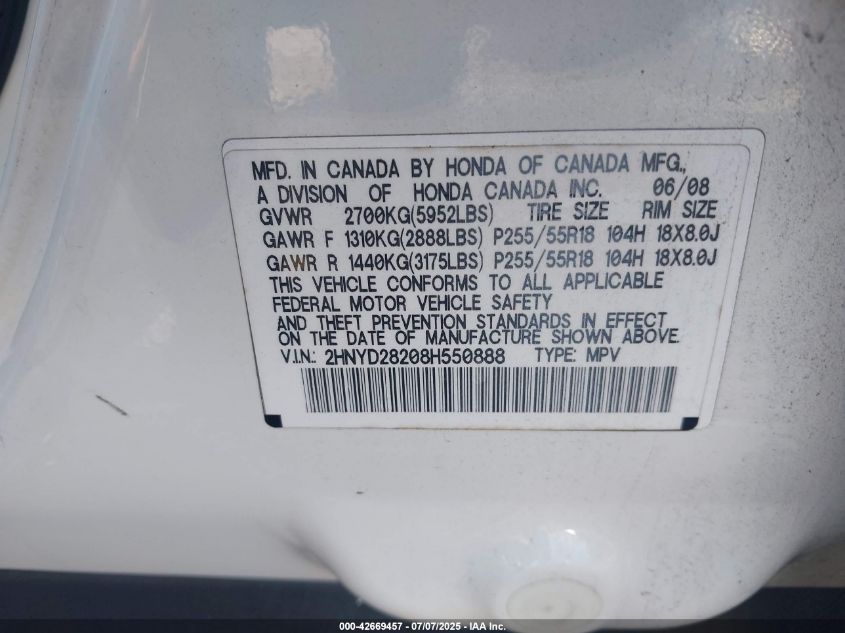 MFD. IN CANADA BY HONDA OF CANADA MFG.,
A DIVISION OF HONDA CANADA INC. 06/08
GVWR 2700KG(5952LBS) TIRE SIZE RIM SIZE
GAWR F 1310KG(2888LBS) P255/55R18 104H 18X8.0J
GAWR R 1440KG(3175LBS) P255/55R18 104H 18X8.0J
THIS VEHICLE CONFORMS TO ALL APPLICABLE
FEDERAL MOTOR VEHICLE SAFETY
AND THEFT PREVENTION STANDARDS IN EFFECT
ON THE DATE OF MANUFACTURE SHOWN ABOVE.
V.I.N.: 2HNYD28208H550888 TYPE: MPV
000-42669457 - 07/07/2025 - IAA Inc.